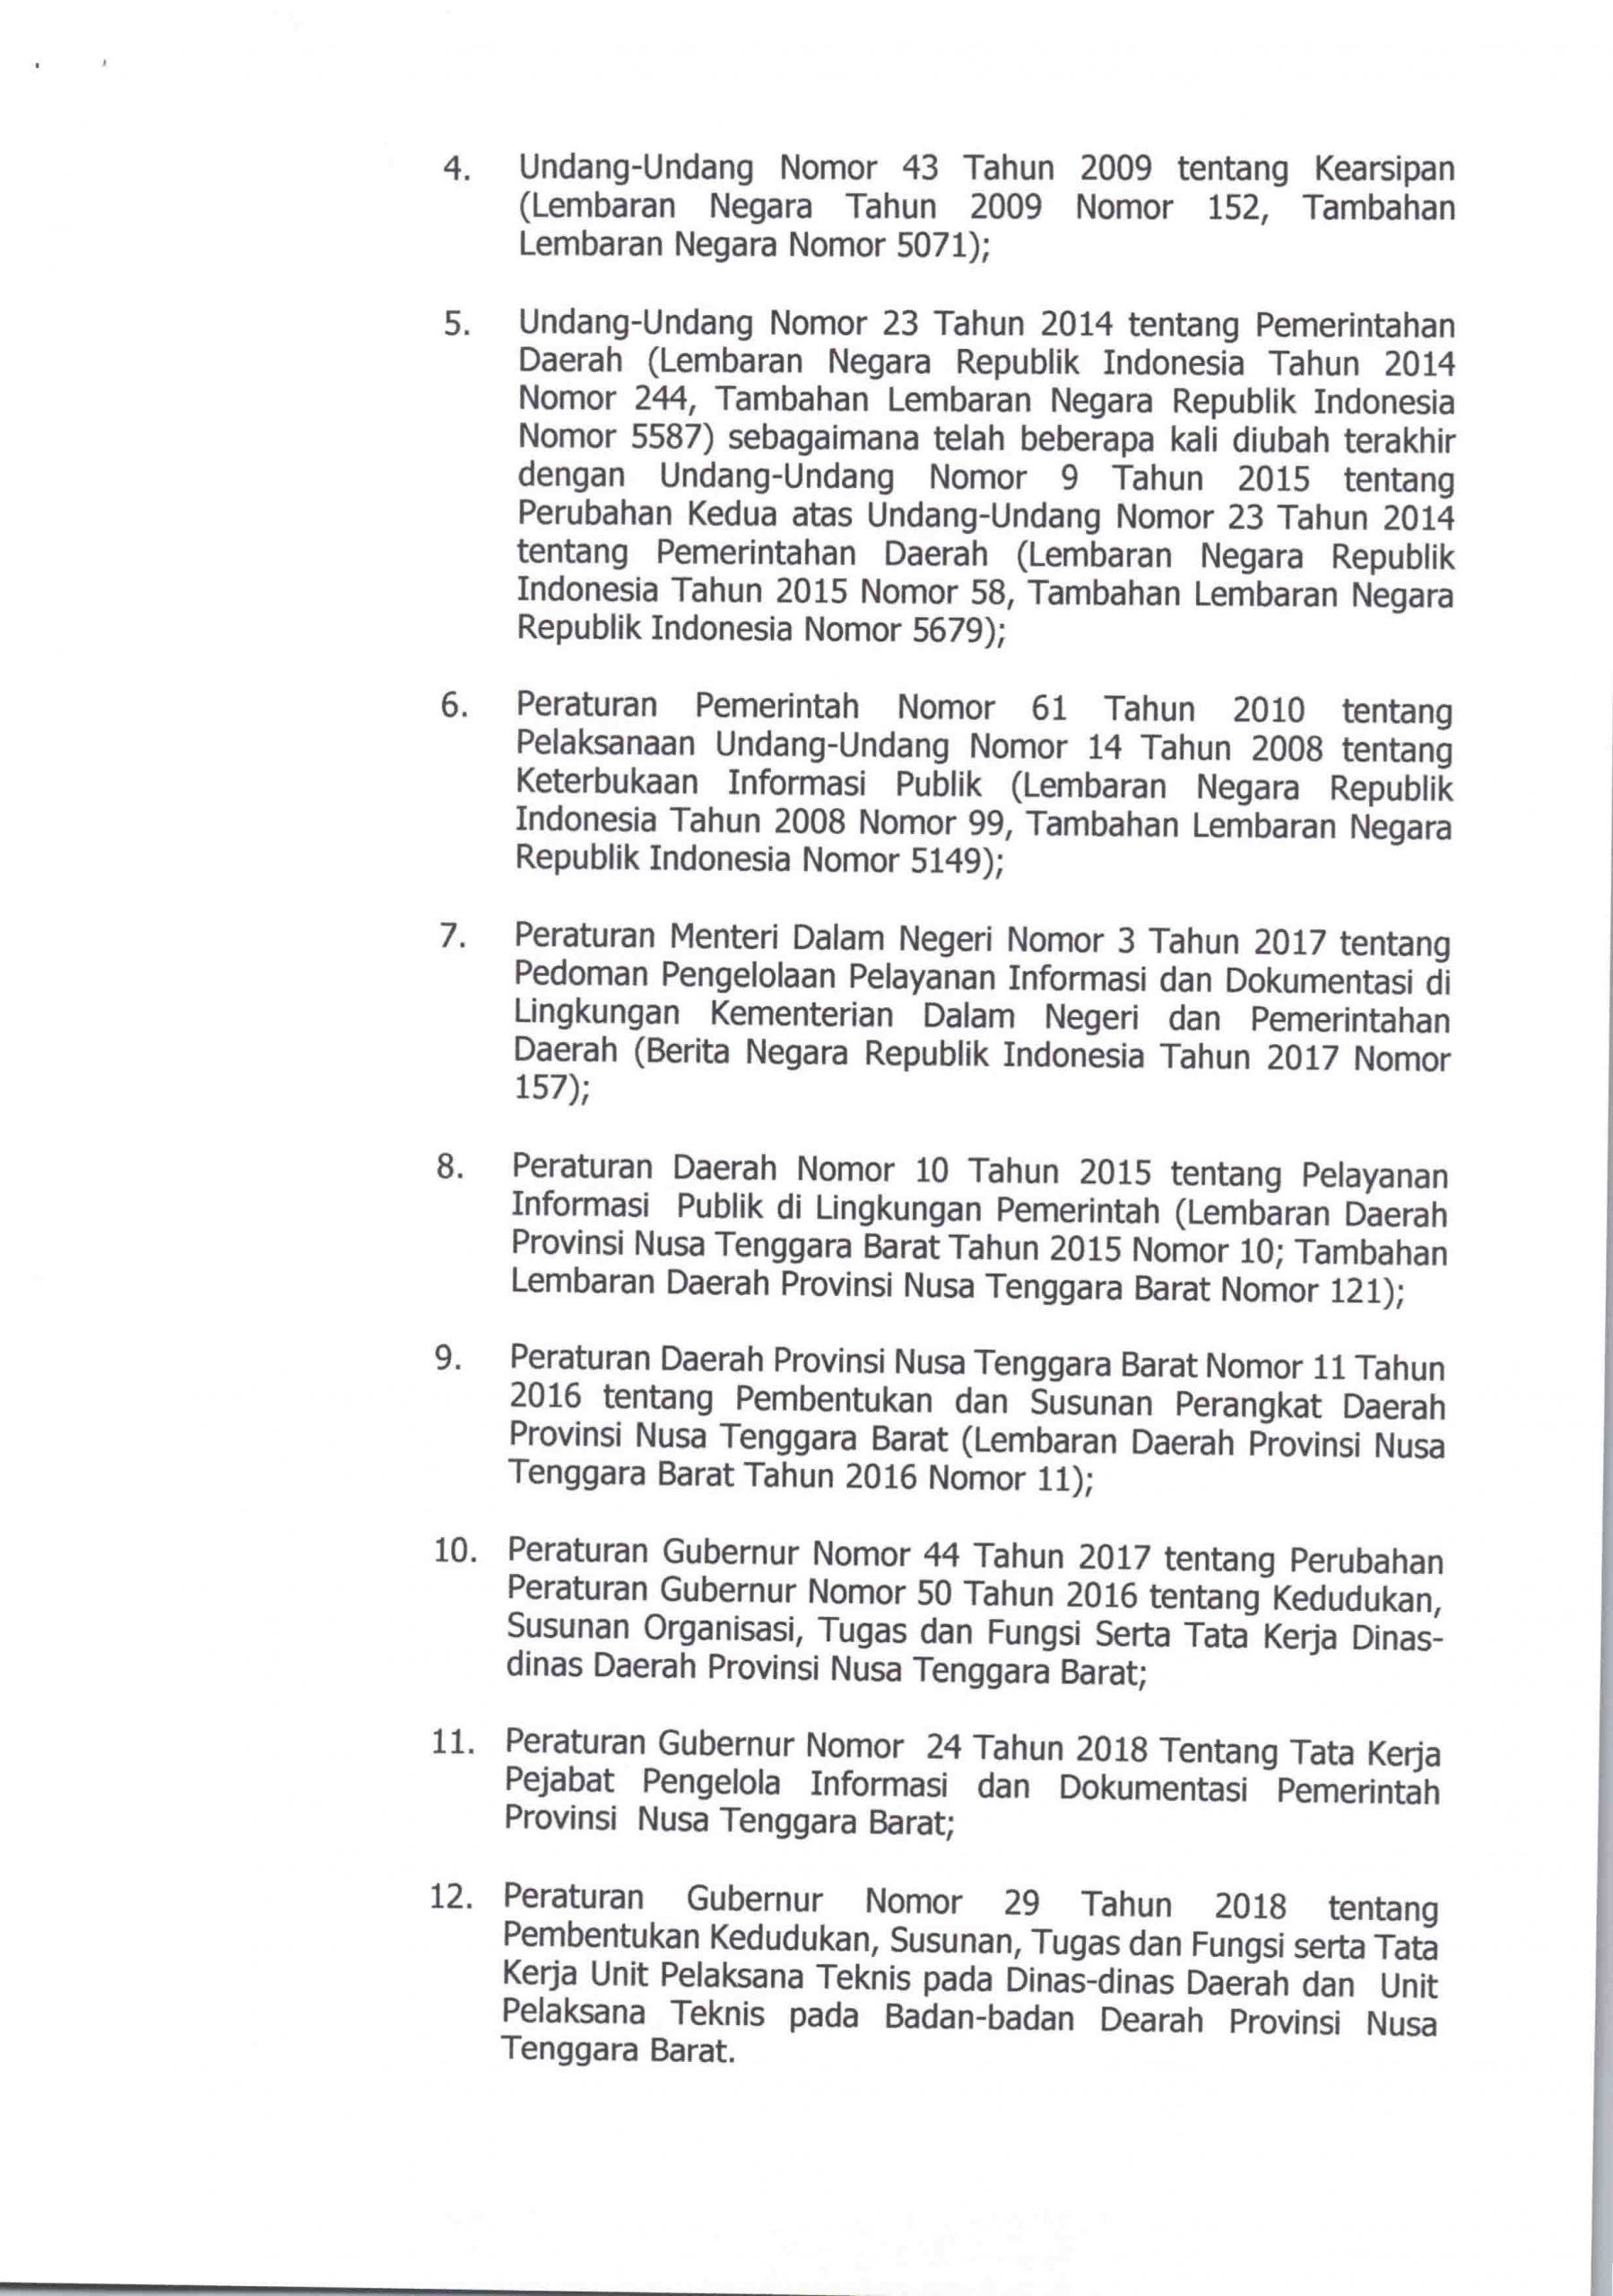 4. Undang-Undang Nomor 43 Tahun 2009 tentang Kearsipan
(Lembaran Negara Tahun 2009 Nomor 152, Tambahan
Lembaran Negara Nomor 5071);
5. Undang-Undang Nomor 23 Tahun 2014 tentang Pemerintahan
Daerah (Lembaran Negara Republik Indonesia Tahun 2014
Nomor 244, Tambahan Lembaran Negara Republik Indonesia
Nomor 5587) sebagaimana telah beberapa kali diubah terakhir
dengan Undang-Undang Nomor 9 Tahun 2015 tentang
Perubahan Kedua atas Undang-Undang Nomor 23 Tahun 2014
tentang Pemerintahan Daerah (Lembaran Negara Republik
Indonesia Tahun 2015 Nomor 58, Tambahan Lembaran Negara
Republik Indonesia Nomor 5679);
6. Peraturan Pemerintah Nomor 61 Tahun 2010 tentang
Pelaksanaan Undang-Undang Nomor 14 Tahun 2008 tentang
Keterbukaan Informasi Publik (Lembaran Negara Republik
Indonesia Tahun 2008 Nomor 99, Tambahan Lembaran Negara
Republik Indonesia Nomor 5149);
7. Peraturan Menteri Dalam Negeri Nomor 3 Tahun 2017 tentang
Pedoman Pengelolaan Pelayanan Informasi dan Dokumentasi di
Lingkungan Kementerian Dalam Negeri dan Pemerintahan
Daerah (Berita Negara Republik Indonesia Tahun 2017 Nomor
157);
8. Peraturan Daerah Nomor 10 Tahun 2015 tentang Pelayanan
Informasi Publik di Lingkungan Pemerintah (Lembaran Daerah
Provinsi Nusa Tenggara Barat Tahun 2015 Nomor 10; Tambahan
Lembaran Daerah Provinsi Nusa Tenggara Barat Nomor 121);
9. Peraturan Daerah Provinsi Nusa Tenggara Barat Nomor 11 Tahun
2016 tentang Pembentukan dan Susunan Perangkat Daerah
Provinsi Nusa Tenggara Barat (Lembaran Daerah Provinsi Nusa
Tenggara Barat Tahun 2016 Nomor 11);
10. Peraturan Gubernur Nomor 44 Tahun 2017 tentang Perubahan
Peraturan Gubernur Nomor 50 Tahun 2016 tentang Kedudukan,
Susunan Organisasi, Tugas dan Fungsi Serta Tata Kerja Dinas-
dinas Daerah Provinsi Nusa Tenggara Barat;
11. Peraturan Gubernur Nomor 24 Tahun 2018 Tentang Tata Kerja
Pejabat Pengelola Informasi dan Dokumentasi Pemerintah
Provinsi Nusa Tenggara Barat;
12. Peraturan Gubernur Nomor 29 Tahun 2018 tentang
Pembentukan Kedudukan, Susunan, Tugas dan Fungsi serta Tata
Kerja Unit Pelaksana Teknis pada Dinas-dinas Daerah dan Unit
Pelaksana Teknis pada Badan-badan Dearah Provinsi Nusa
Tenggara Barat.